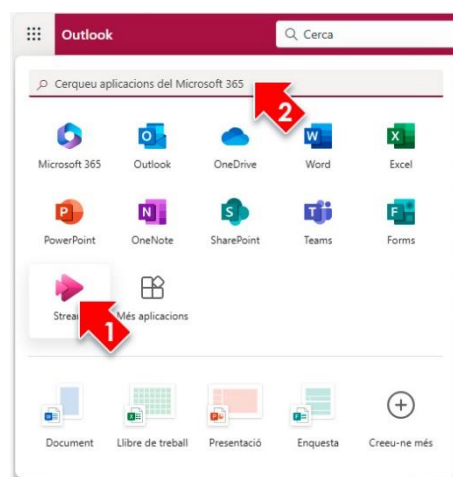 Outlook
Cerca
Cerqueu aplicacions del Microsoft 365
2
Microsoft 365
Outlook
OneDrive
Word
Excel
PowerPoint
OneNote
SharePoint
Teams
Forms
Més aplicacions
1
Document
Llibre de treball
Presentació
Enquesta
Creeu-ne més